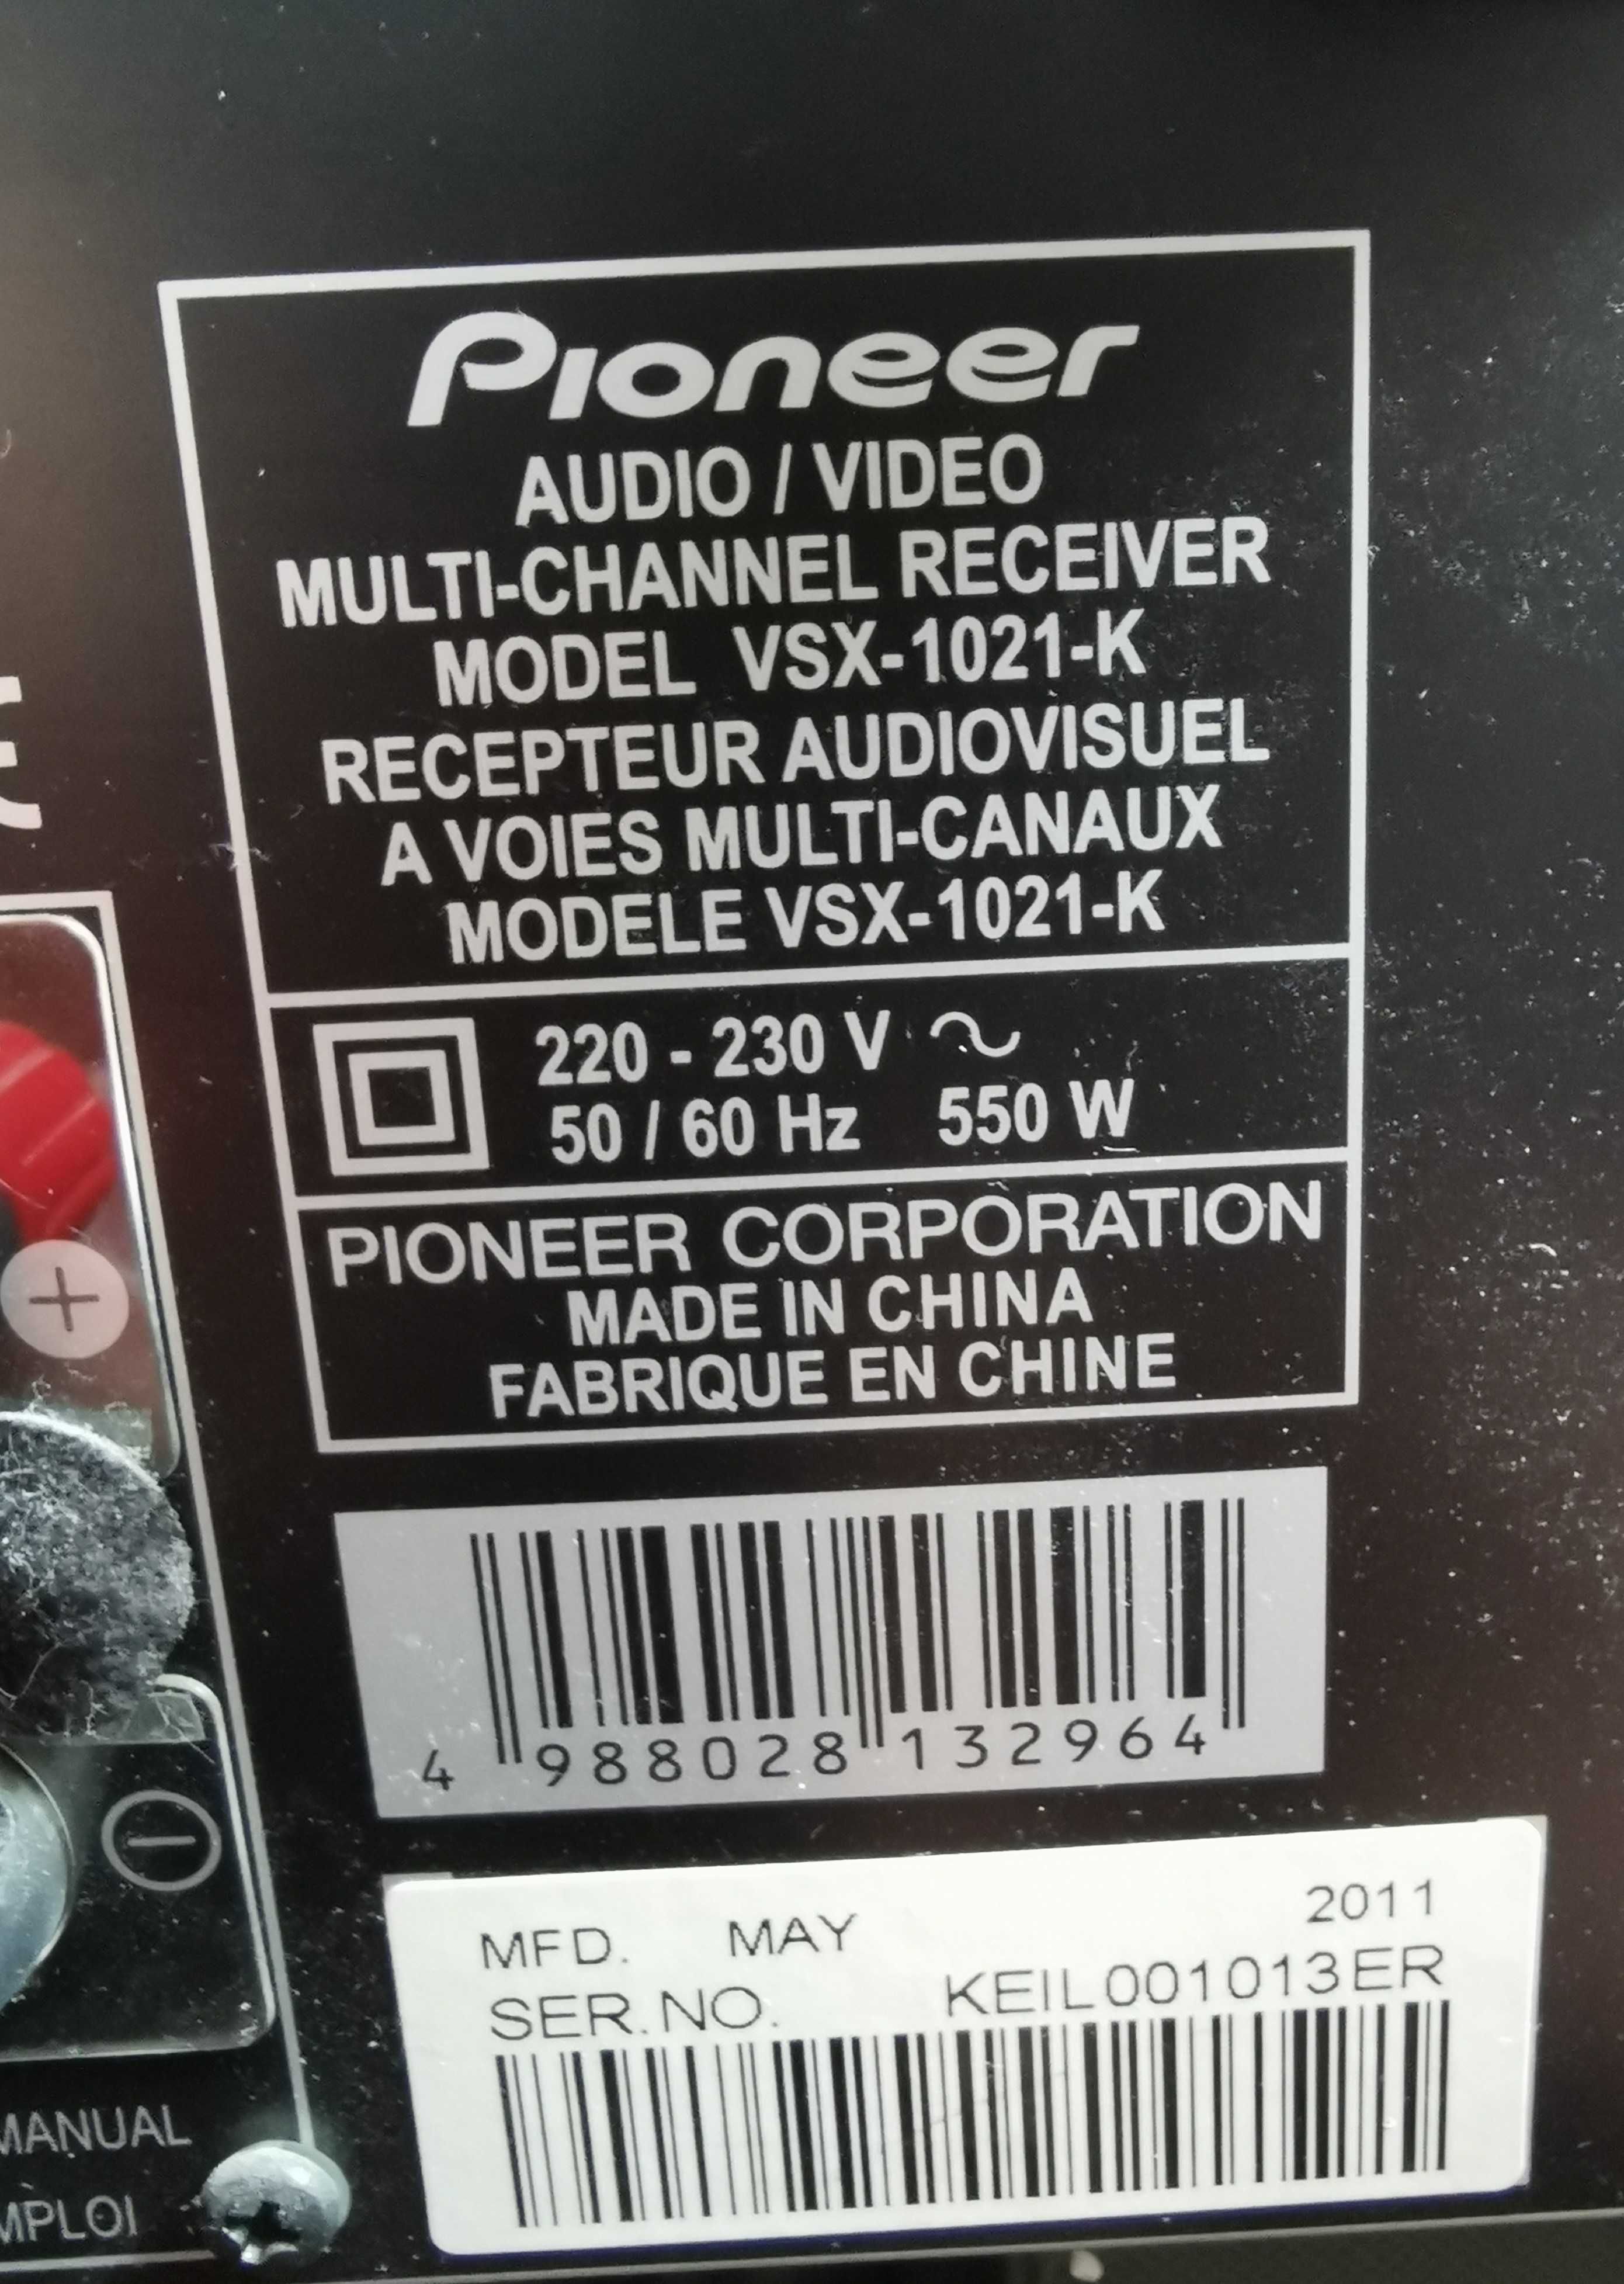 Pioneer
AUDIO / VIDEO
MULTI-CHANNEL RECEIVER
MODEL VSX-1021-K
RECEPTEUR AUDIOVISUEL
A VOIES MULTI-CANAUX
MODELE VSX-1021-K
220 - 230 V ~
50 / 60 Hz 550 W
PIONEER CORPORATION
MADE IN CHINA
FABRIQUE EN CHINE
4 988028 132964
MFD. MAY 2011
SER.NO. KEIL001013ER
MANUAL